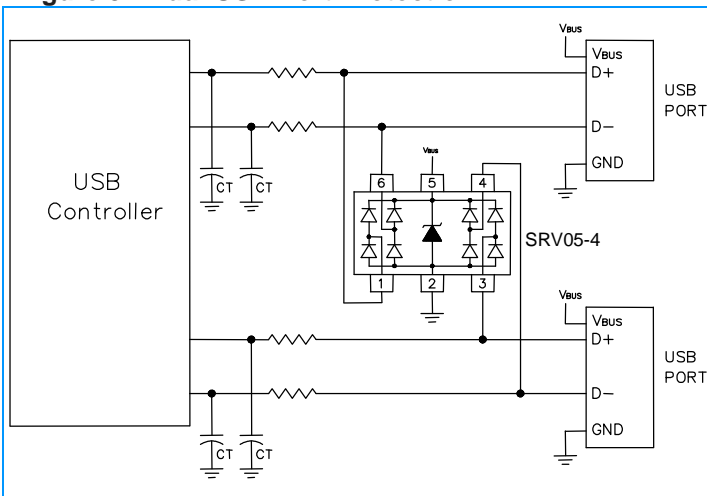 VBUS
VBUS
D+
D-
GND
USB
PORT
CT
CT
USB
Controller
VBUS
6
5
4
SRV05-4
1
2
3
VBUS
VBUS
D+
D-
GND
USB
PORT
CT
CT